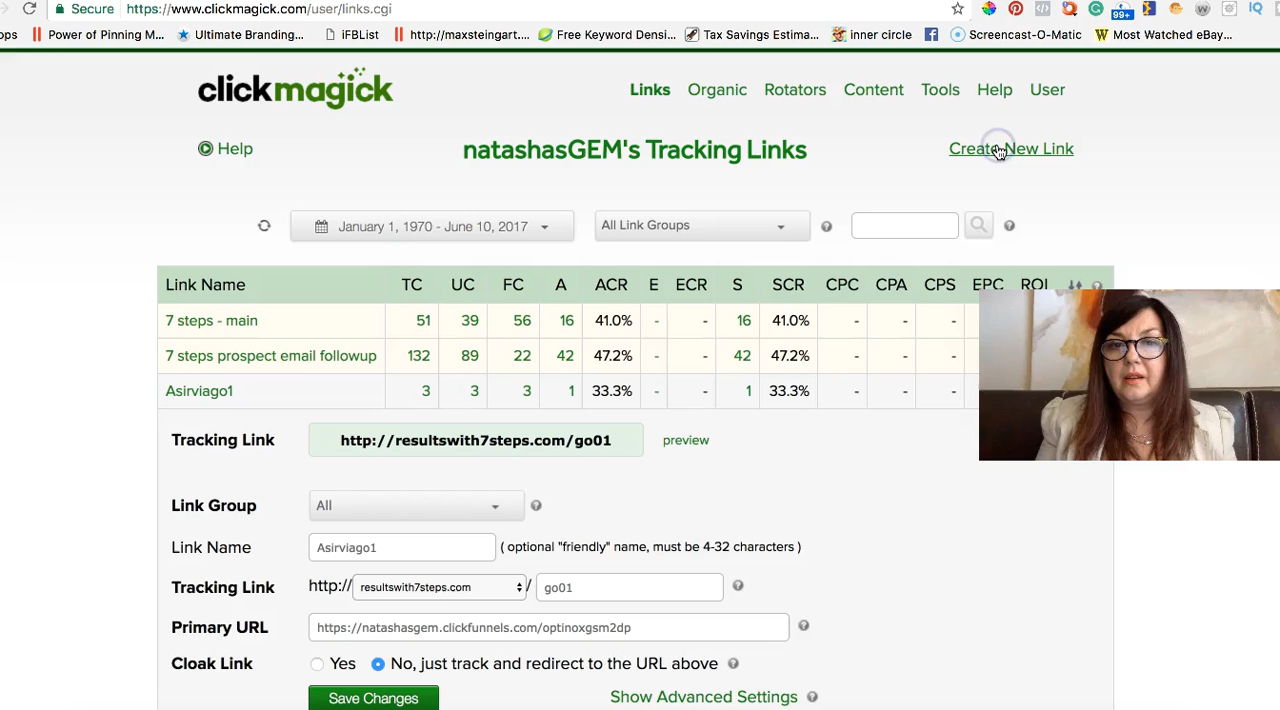 Secure https://www.clickmagick.com/user/links.cgi
ops Power of Pinning M... Ultimate Branding... iFBList http://maxsteingart.... Free Keyword Densi... Tax Savings Estima... inner circle Screencast-O-Matic Most Watched eBay...
99+
clickmagick Links Organic Rotators Content Tools Help User
Help natashasGEM's Tracking Links Create New Link
January 1, 1970 - June 10, 2017 All Link Groups
Link Name TC UC FC A ACR E ECR S SCR CPC CPA CPS EPC ROI
7 steps - main 51 39 56 16 41.0% - - 16 41.0% - - - -
7 steps prospect email followup 132 89 22 42 47.2% - - 42 47.2% - - - -
Asirviago1 3 3 3 1 33.3% - - 1 33.3% - - -
Tracking Link http://resultswith7steps.com/go01 preview
Link Group All
Link Name Asirviago1 ( optional "friendly" name, must be 4-32 characters )
Tracking Link http:// resultswith7steps.com / go01
Primary URL https://natashasgem.clickfunnels.com/optinoxgsm2dp
Cloak Link Yes No, just track and redirect to the URL above
Save Changes Show Advanced Settings